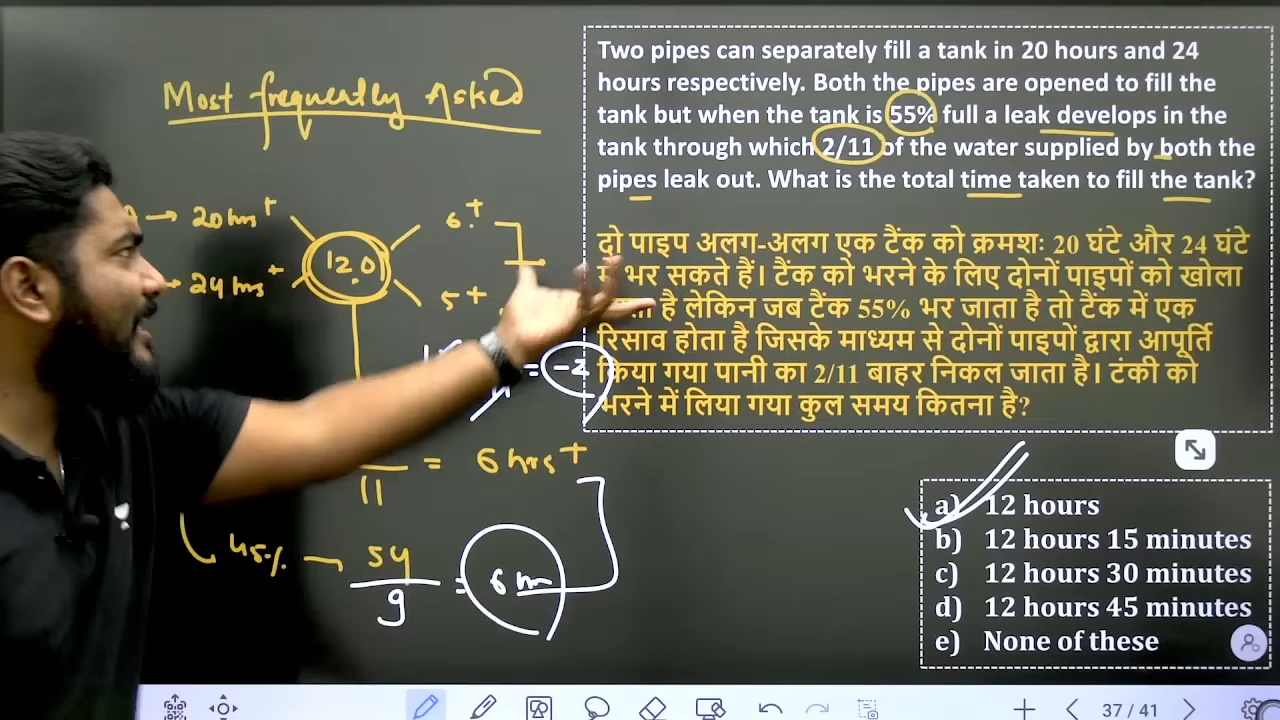 Most frequently Asked
Two pipes can separately fill a tank in 20 hours and 24
hours respectively. Both the pipes are opened to fill the
tank but when the tank is 55% full a leak develops in the
tank through which 2/11 of the water supplied by both the
pipes leak out. What is the total time taken to fill the tank?
→ 20 hrs +
→ 24 hrs +
120
6 +
5 +
= -2
दो पाइप अलग-अलग एक टैंक को क्रमशः 20 घंटे और 24 घंटे
भर सकते हैं। टैंक को भरने के लिए दोनों पाइपों को खोला
है लेकिन जब टैंक 55% भर जाता है तो टैंक में एक
रिसाव होता है जिसके माध्यम से दोनों पाइपों द्वारा आपूर्ति
किया गया पानी का 2/11 बाहर निकल जाता है। टंकी को
भरने में लिया गया कुल समय कितना है?
11 = 6 hrs +
45% 54
9 = 6 hr
a) 12 hours
b) 12 hours 15 minutes
c) 12 hours 30 minutes
d) 12 hours 45 minutes
e) None of these
37 / 41